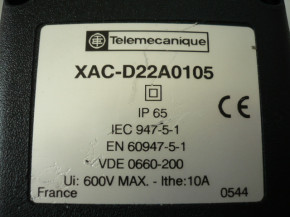 Telemecanique
XAC-D22A0105
IP 65
CE
IEC 947-5-1
EN 60947-5-1
VDE 0660-200
Ui: 600V MAX. - Ithe:10A
France 0544